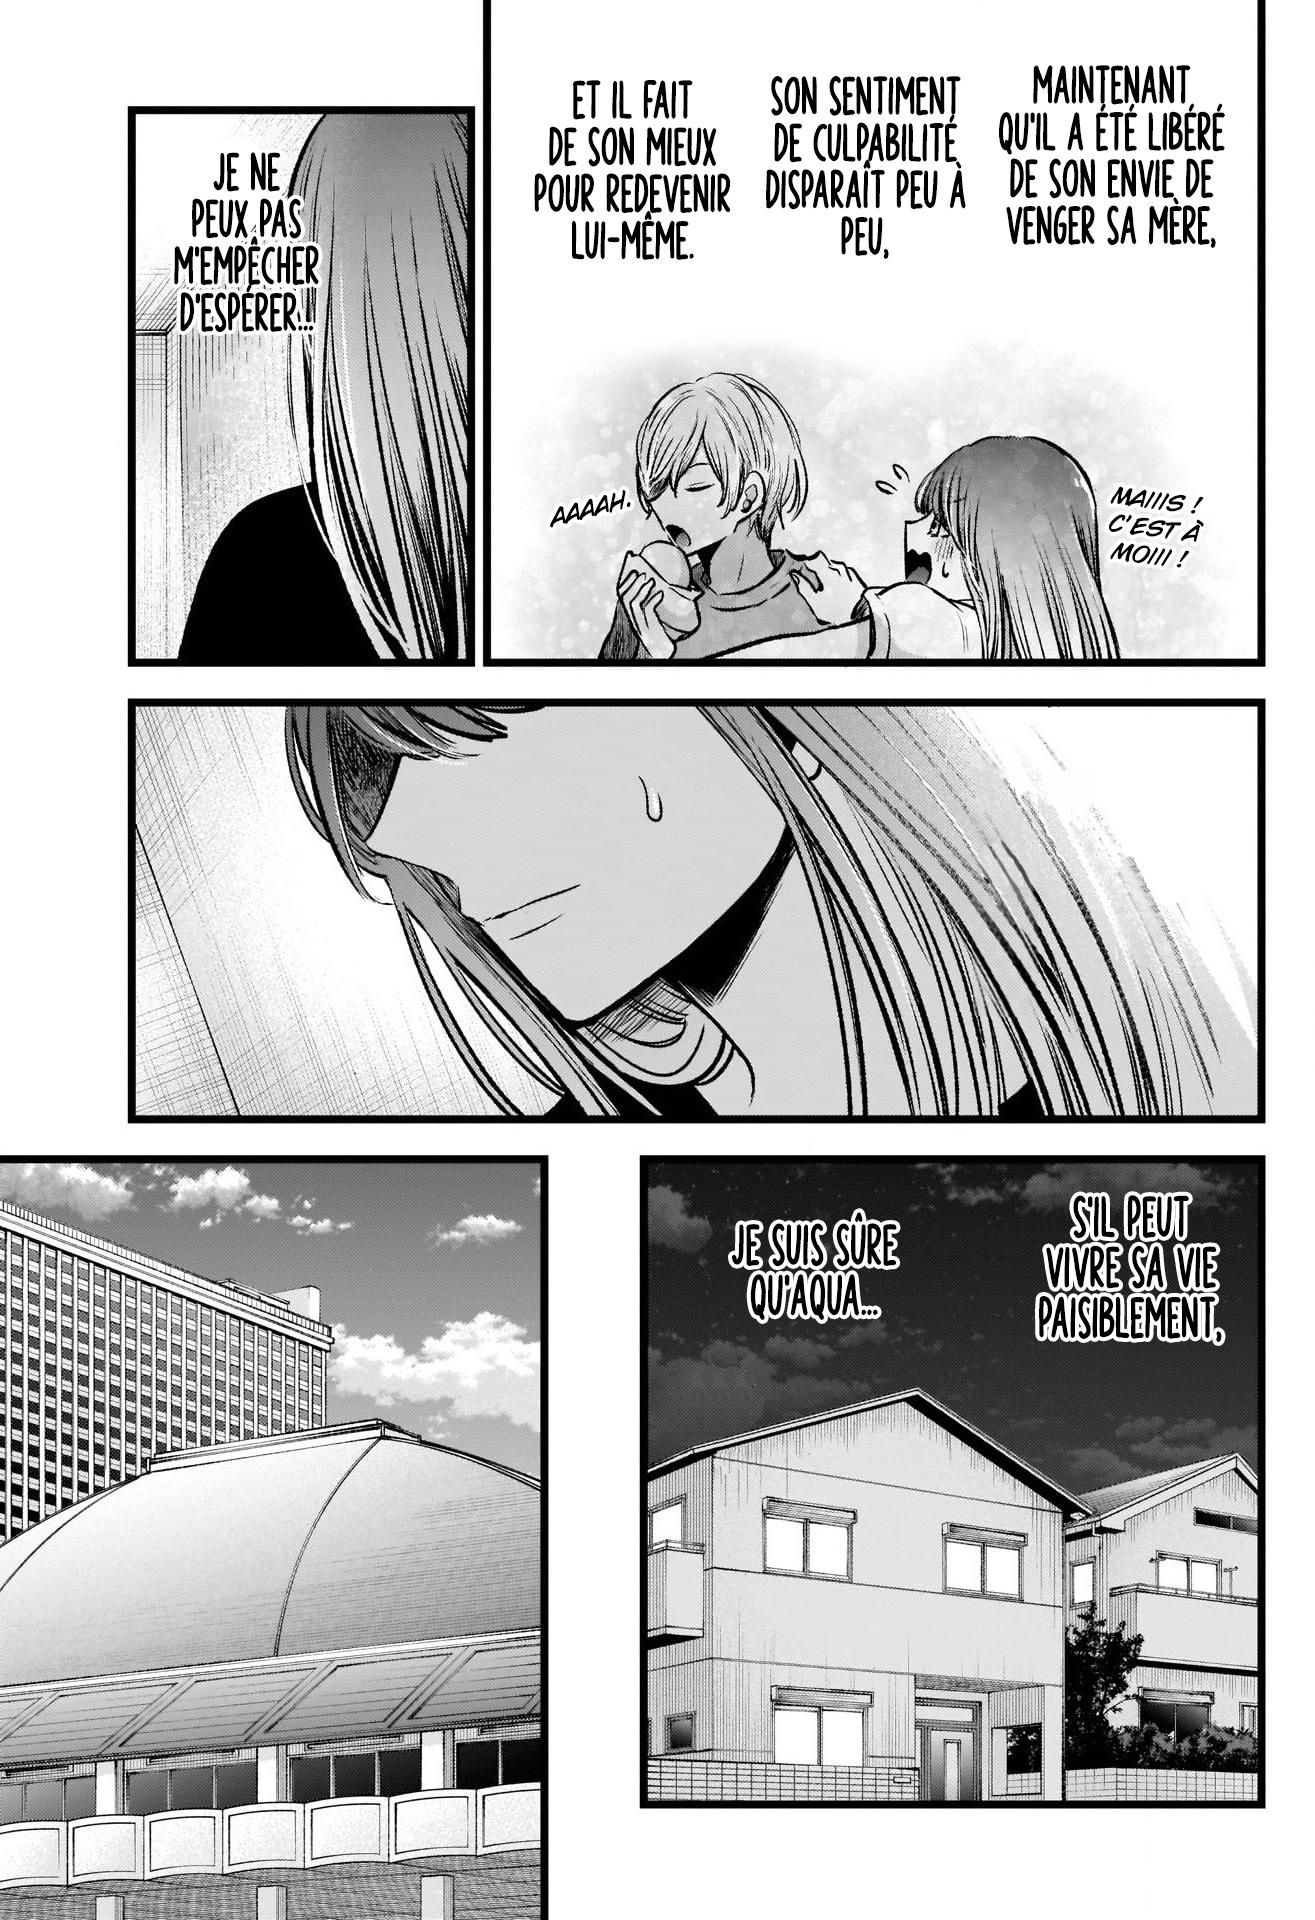 MAINTENANT
QU'IL A ÉTÉ LIBÉRÉ
DE SON ENVIE DE
VENGER SA MÈRE,
SON SENTIMENT
DE CULPABILITÉ
DISPARAÎT PEU À
PEU,
ET IL FAIT
DE SON MIEUX
POUR REDEVENIR
LUI-MÊME.
MAIIIS !
C'EST À
MOIII !
AAAAH.
JE NE
PEUX PAS
M'EMPÊCHER
D'ESPÉRER...
S'IL PEUT
VIVRE SA VIE
PAISIBLEMENT,
JE SUIS SÛRE
QU'AQUA...